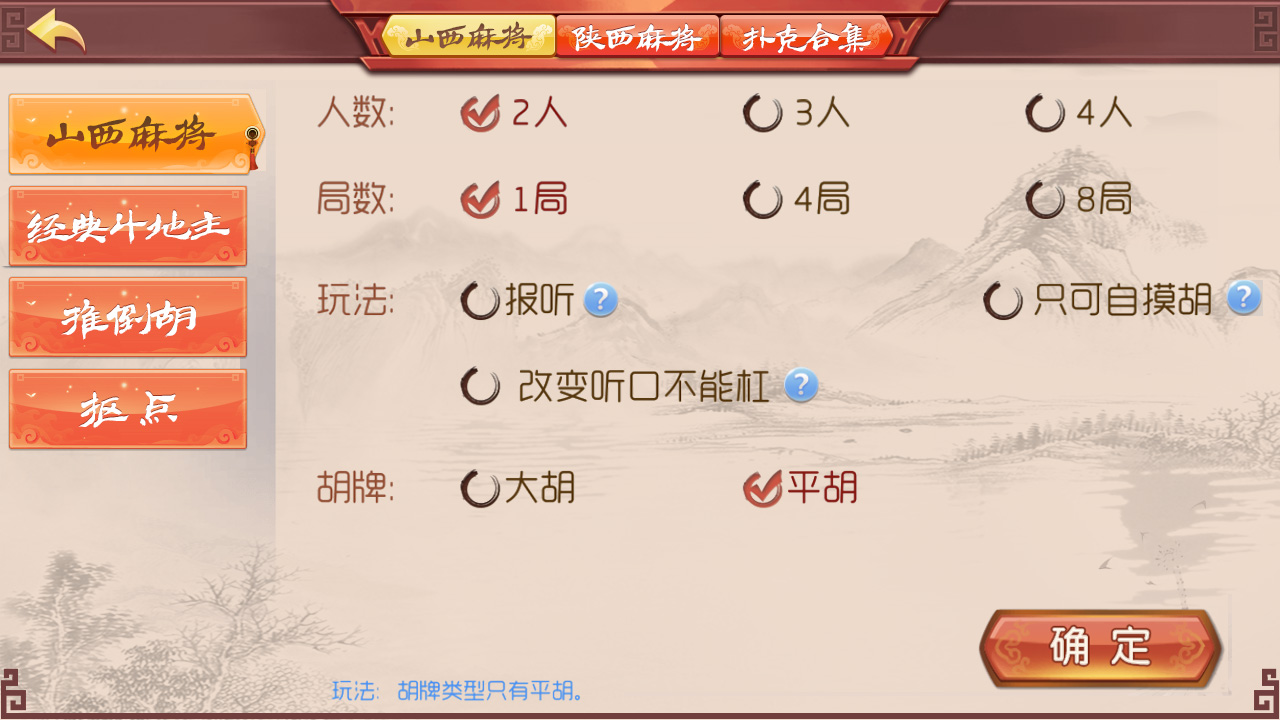 山西麻将 陕西麻将 扑克合集
山西麻将
经典斗地主
推倒胡
抠点
人数: 2人 3人 4人
局数: 1局 4局 8局
玩法: 报听 ? 只可自摸胡 ?
改变听口不能杠 ?
胡牌: 大胡 平胡
确定
玩法: 胡牌类型只有平胡。